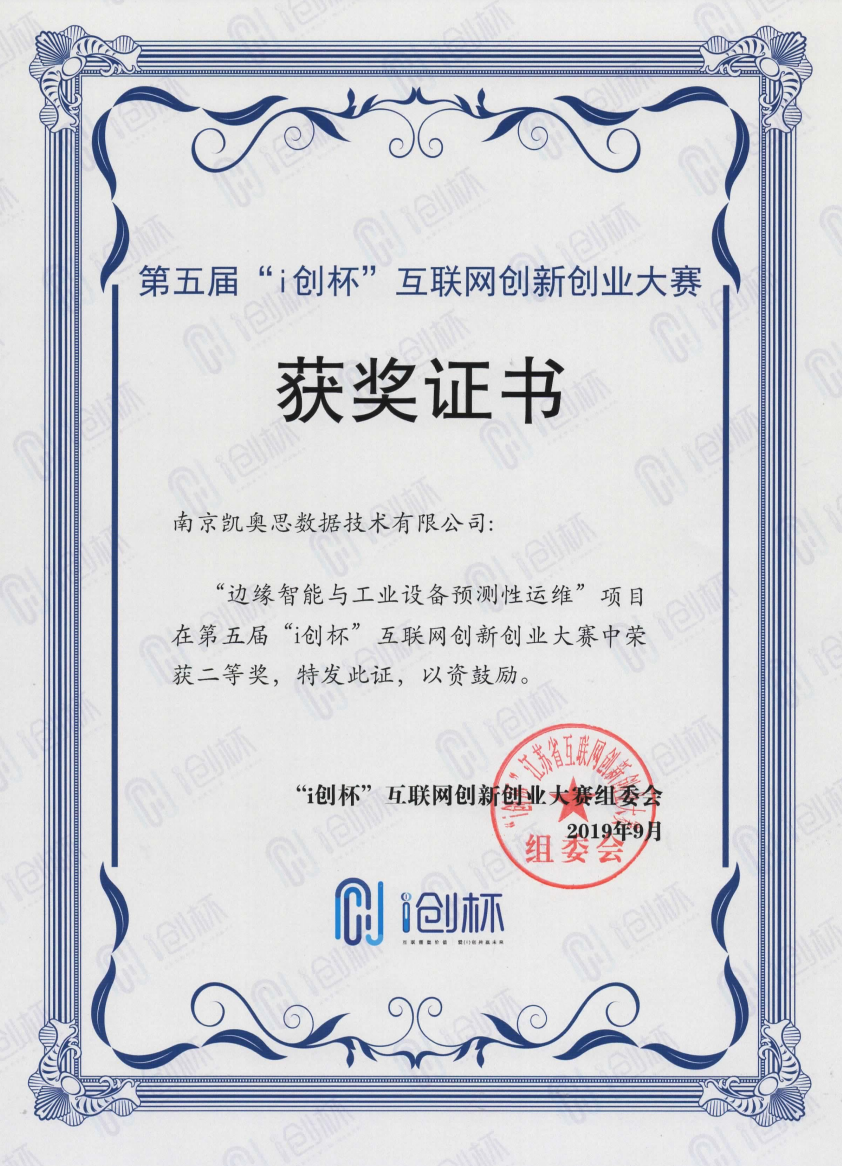 第五届“i创杯”互联网创新创业大赛
获奖证书
南京凯奥思数据技术有限公司:
“边缘智能与工业设备预测性运维”项目
在第五届“i创杯”互联网创新创业大赛中荣
获二等奖，特发此证，以资鼓励。
“i创杯”互联网创新创业大赛组委会
2019年9月
“i创杯”江苏省互联网创新创业大赛
组委会
i创杯